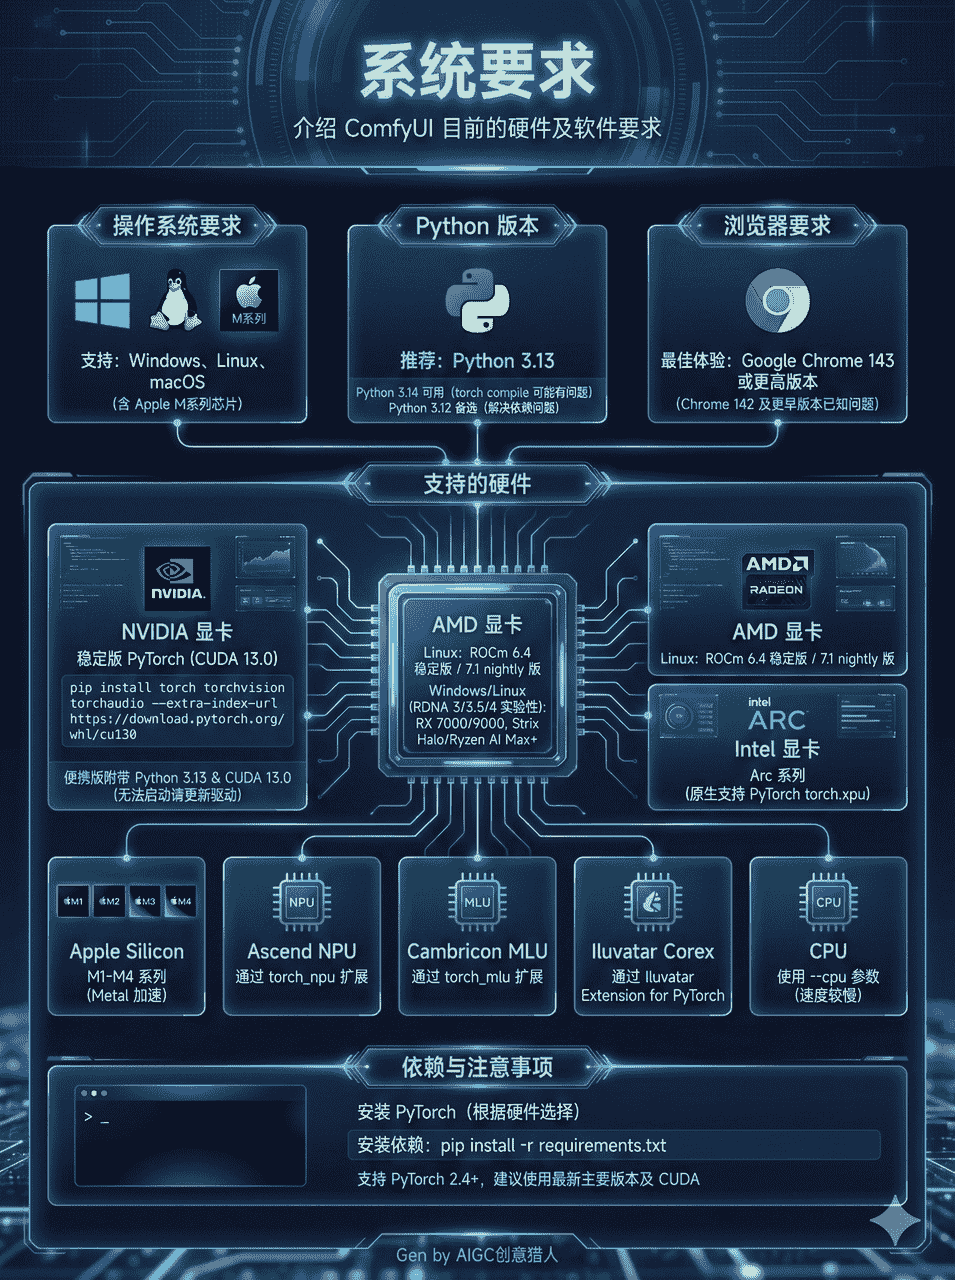 系统要求
介绍 ComfyUI 目前的硬件及软件要求
操作系统要求
M系列
支持：Windows、Linux、
macOS
(含 Apple M系列芯片)
Python 版本
推荐：Python 3.13
Python 3.14 可用（torch compile 可能有问题）
Python 3.12 备选（解决依赖问题）
浏览器要求
最佳体验：Google Chrome 143
或更高版本
(Chrome 142 及更早版本已知问题)
支持的硬件
NVIDIA.
NVIDIA 显卡
稳定版 PyTorch (CUDA 13.0)
pip install torch torchvision
torchaudio --extra-index-url
https://download.pytorch.org/
whl/cu130
便携版附带 Python 3.13 & CUDA 13.0
(无法启动请更新驱动)
AMD 显卡
Linux：ROCm 6.4
稳定版 / 7.1 nightly 版
Windows/Linux
(RDNA 3/3.5/4 实验性):
RX 7000/9000, Strix
Halo/Ryzen AI Max+
AMD
RADEON
AMD 显卡
Linux：ROCm 6.4 稳定版 / 7.1 nightly 版
intel
ARC
Intel 显卡
Arc 系列
(原生支持 PyTorch torch.xpu)
M1 M2 M3 M4
Apple Silicon
M1-M4 系列
(Metal 加速)
NPU
Ascend NPU
通过 torch_npu 扩展
MLU
Cambricon MLU
通过 torch_mlu 扩展
Iluvatar Corex
通过 Iluvatar
Extension for PyTorch
CPU
CPU
使用 --cpu 参数
(速度较慢)
依赖与注意事项
> _
安装 PyTorch（根据硬件选择）
安装依赖：pip install -r requirements.txt
支持 PyTorch 2.4+，建议使用最新主要版本及 CUDA
Gen by AIGC创意猎人